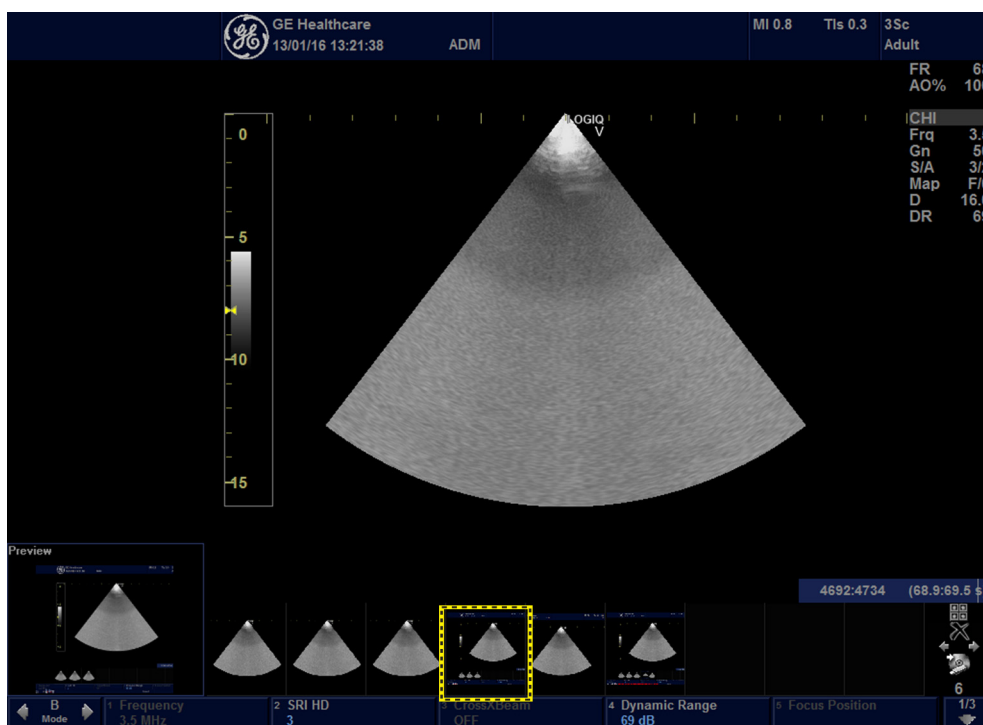 GE Healthcare
13/01/16 13:21:38 ADM
MI 0.8 TIs 0.3
3Sc
Adult
FR
AO%
CHI
Frq
Gn
S/A
Map
D
DR
OGIQ
V
0
5
10
15
Preview
4692:4734 (68.9:69.5 s
6
B
Mode
1 Frequency
3.5 MHz
2 SRI HD
3
3 CrossXBeam
OFF
4 Dynamic Range
69 dB
5 Focus Position
1/3